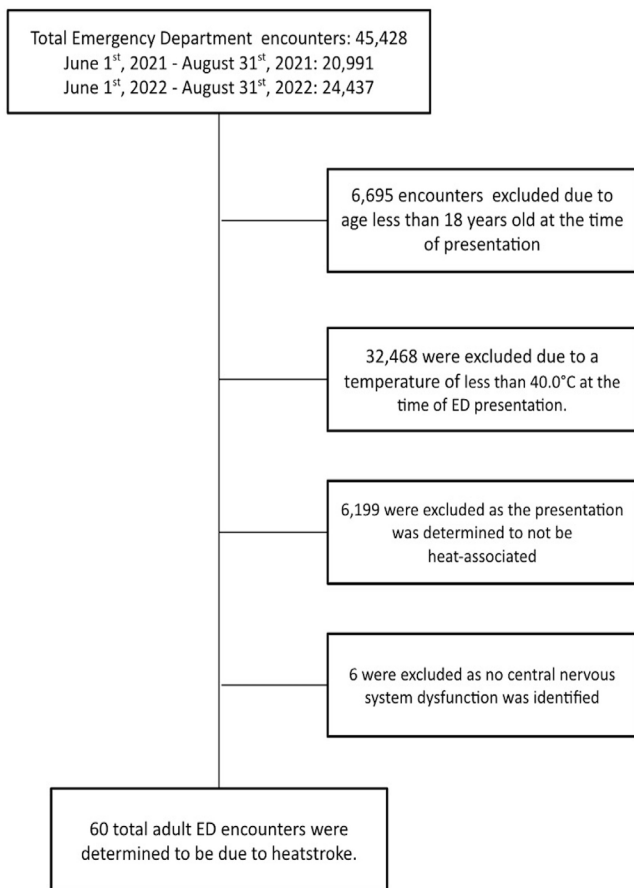 Total Emergency Department encounters: 45,428
June 1st, 2021 - August 31st, 2021: 20,991
June 1st, 2022 - August 31st, 2022: 24,437
6,695 encounters excluded due to
age less than 18 years old at the time
of presentation
32,468 were excluded due to a
temperature of less than 40.0°C at the
time of ED presentation.
6,199 were excluded as the presentation
was determined to not be
heat-associated
6 were excluded as no central nervous
system dysfunction was identified
60 total adult ED encounters were
determined to be due to heatstroke.